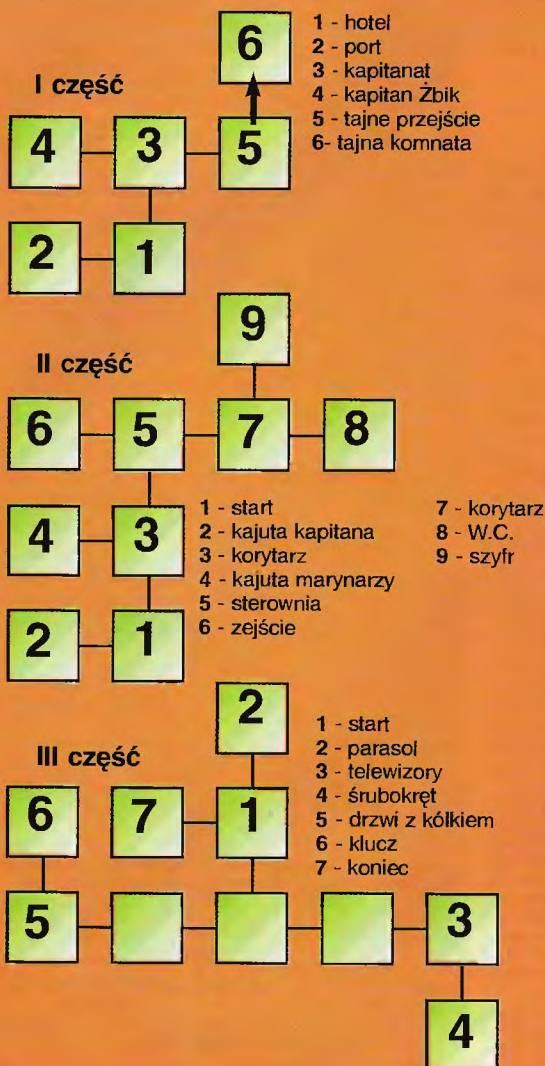 I część
6
4 3 5
2 1
1 - hotel
2 - port
3 - kapitanat
4 - kapitan Żbik
5 - tajne przejście
6- tajna komnata
II część
9
6 5 7 8
4 3
2 1
1 - start
2 - kajuta kapitana
3 - korytarz
4 - kajuta marynarzy
5 - sterownia
6 - zejście
7 - korytarz
8 - W.C.
9 - szyfr
III część
2
6 7 1
5 3
4
1 - start
2 - parasol
3 - telewizory
4 - śrubokręt
5 - drzwi z kółkiem
6 - klucz
7 - koniec